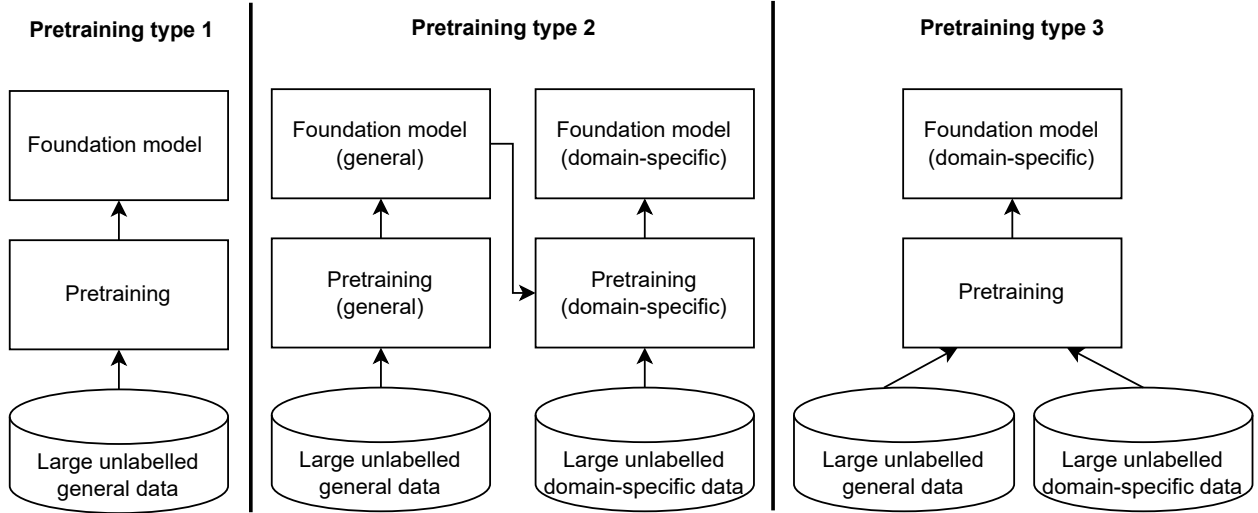 Pretraining type 1
Foundation model
Pretraining
Large unlabelled
general data
Pretraining type 2
Foundation model
(general)
Pretraining
(general)
Large unlabelled
general data
Foundation model
(domain-specific)
Pretraining
(domain-specific)
Large unlabelled
domain-specific data
Pretraining type 3
Foundation model
(domain-specific)
Pretraining
Large unlabelled
general data
Large unlabelled
domain-specific data